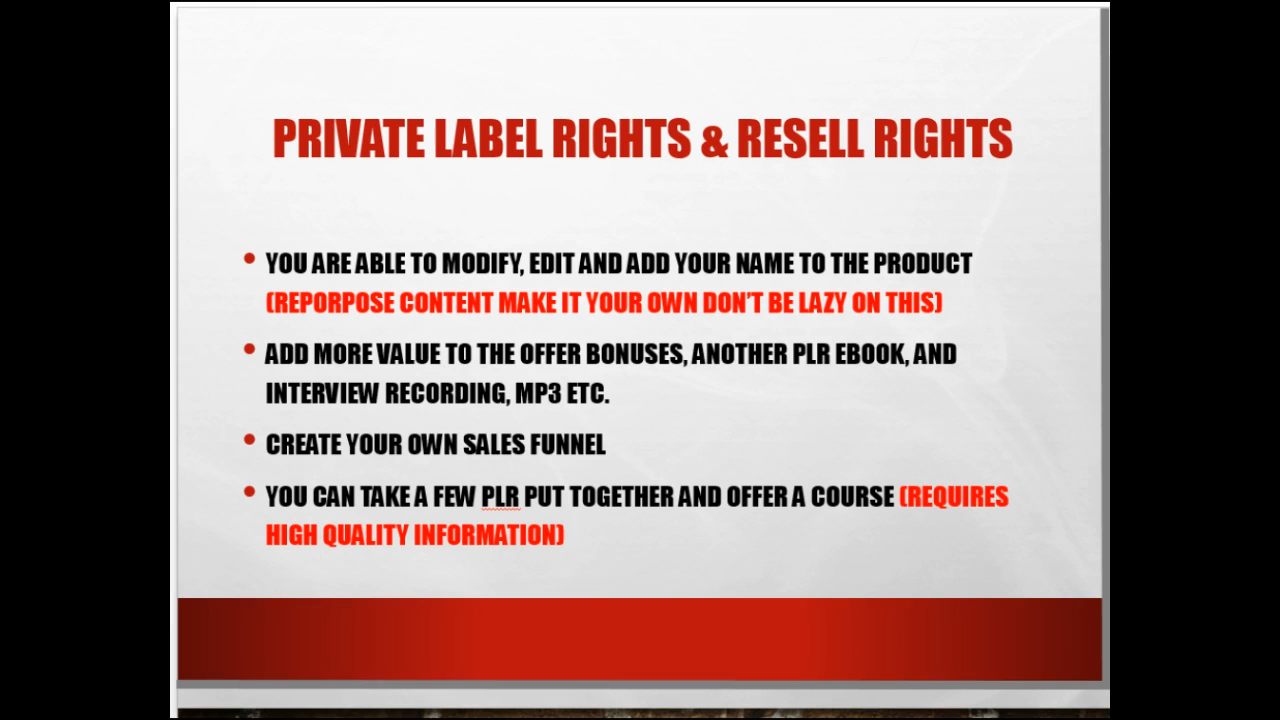 PRIVATE LABEL RIGHTS & RESELL RIGHTS
• YOU ARE ABLE TO MODIFY, EDIT AND ADD YOUR NAME TO THE PRODUCT
(REPORPOSE CONTENT MAKE IT YOUR OWN DON'T BE LAZY ON THIS)
• ADD MORE VALUE TO THE OFFER BONUSES, ANOTHER PLR EBOOK, AND
INTERVIEW RECORDING, MP3 ETC.
• CREATE YOUR OWN SALES FUNNEL
• YOU CAN TAKE A FEW PLR PUT TOGETHER AND OFFER A COURSE (REQUIRES
HIGH QUALITY INFORMATION)